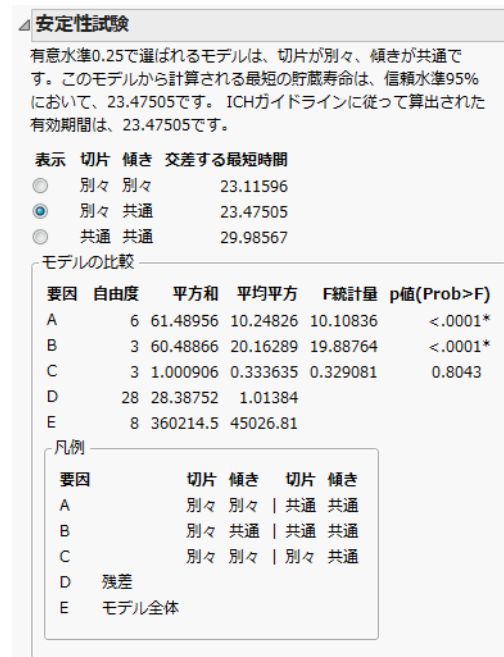 安定性試験
有意水準0.25で選ばれるモデルは、切片が別々、傾きが共通で
す。このモデルから計算される最短の貯蔵寿命は、信頼水準95%
において、23.47505です。 ICHガイドラインに従って算出された
有効期間は、23.47505です。
表示 切片 傾き 交差する最短時間
別々 別々 23.11596
別々 共通 23.47505
共通 共通 29.98567
モデルの比較
要因 自由度 平方和 平均平方 F統計量 p値(Prob>F)
A 6 61.48956 10.24826 10.10836 <.0001*
B 3 60.48866 20.16289 19.88764 <.0001*
C 3 1.000906 0.333635 0.329081 0.8043
D 28 28.38752 1.01384
E 8 360214.5 45026.81
凡例
要因 切片 傾き 切片 傾き
A 別々 別々 | 共通 共通
B 別々 共通 | 共通 共通
C 別々 別々 | 別々 共通
D 残差
E モデル全体